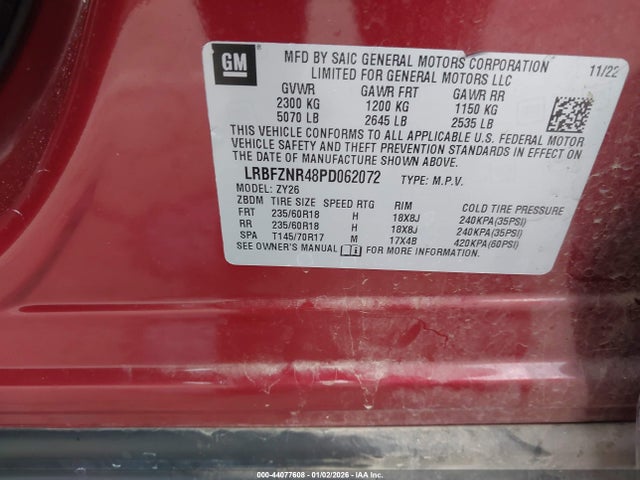 GM
MFD BY SAIC GENERAL MOTORS CORPORATION
LIMITED FOR GENERAL MOTORS LLC
11/22
GVWR GAWR FRT GAWR RR
2300 KG 1200 KG 1150 KG
5070 LB 2645 LB 2535 LB
THIS VEHICLE CONFORMS TO ALL APPLICABLE U.S. FEDERAL MOTOR
VEHICLE SAFETY AND THEFT PREVENTION STANDARDS IN EFFECT ON
THE DATE OF MANUFACTURE SHOWN ABOVE.
LRBFZNR48PD062072 TYPE: M.P.V.
MODEL: ZY26
ZBDM TIRE SIZE SPEED RTG RIM COLD TIRE PRESSURE
FRT 235/60R18 H 18X8J 240KPA(35PSI)
RR 235/60R18 H 18X8J 240KPA(35PSI)
SPA T145/70R17 M 17X4B 420KPA(60PSI)
SEE OWNER'S MANUAL FOR ADDITIONAL INFORMATION.
000-44077608 - 01/02/2026 - © IAA Inc.